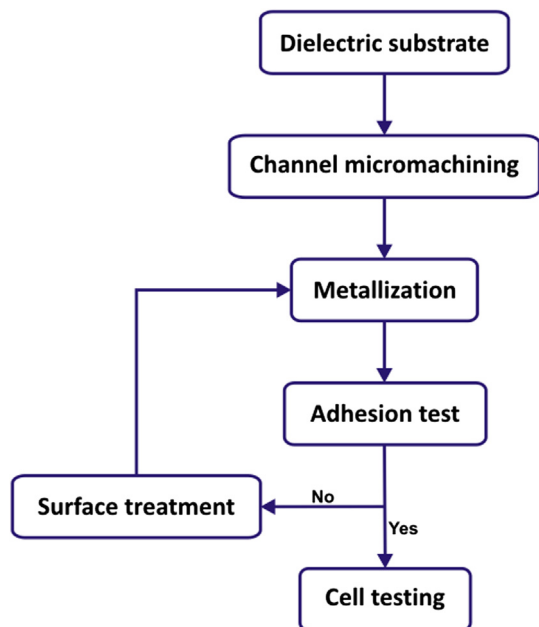 Dielectric substrate
Channel micromachining
Metallization
Adhesion test
Surface treatment
No
Yes
Cell testing